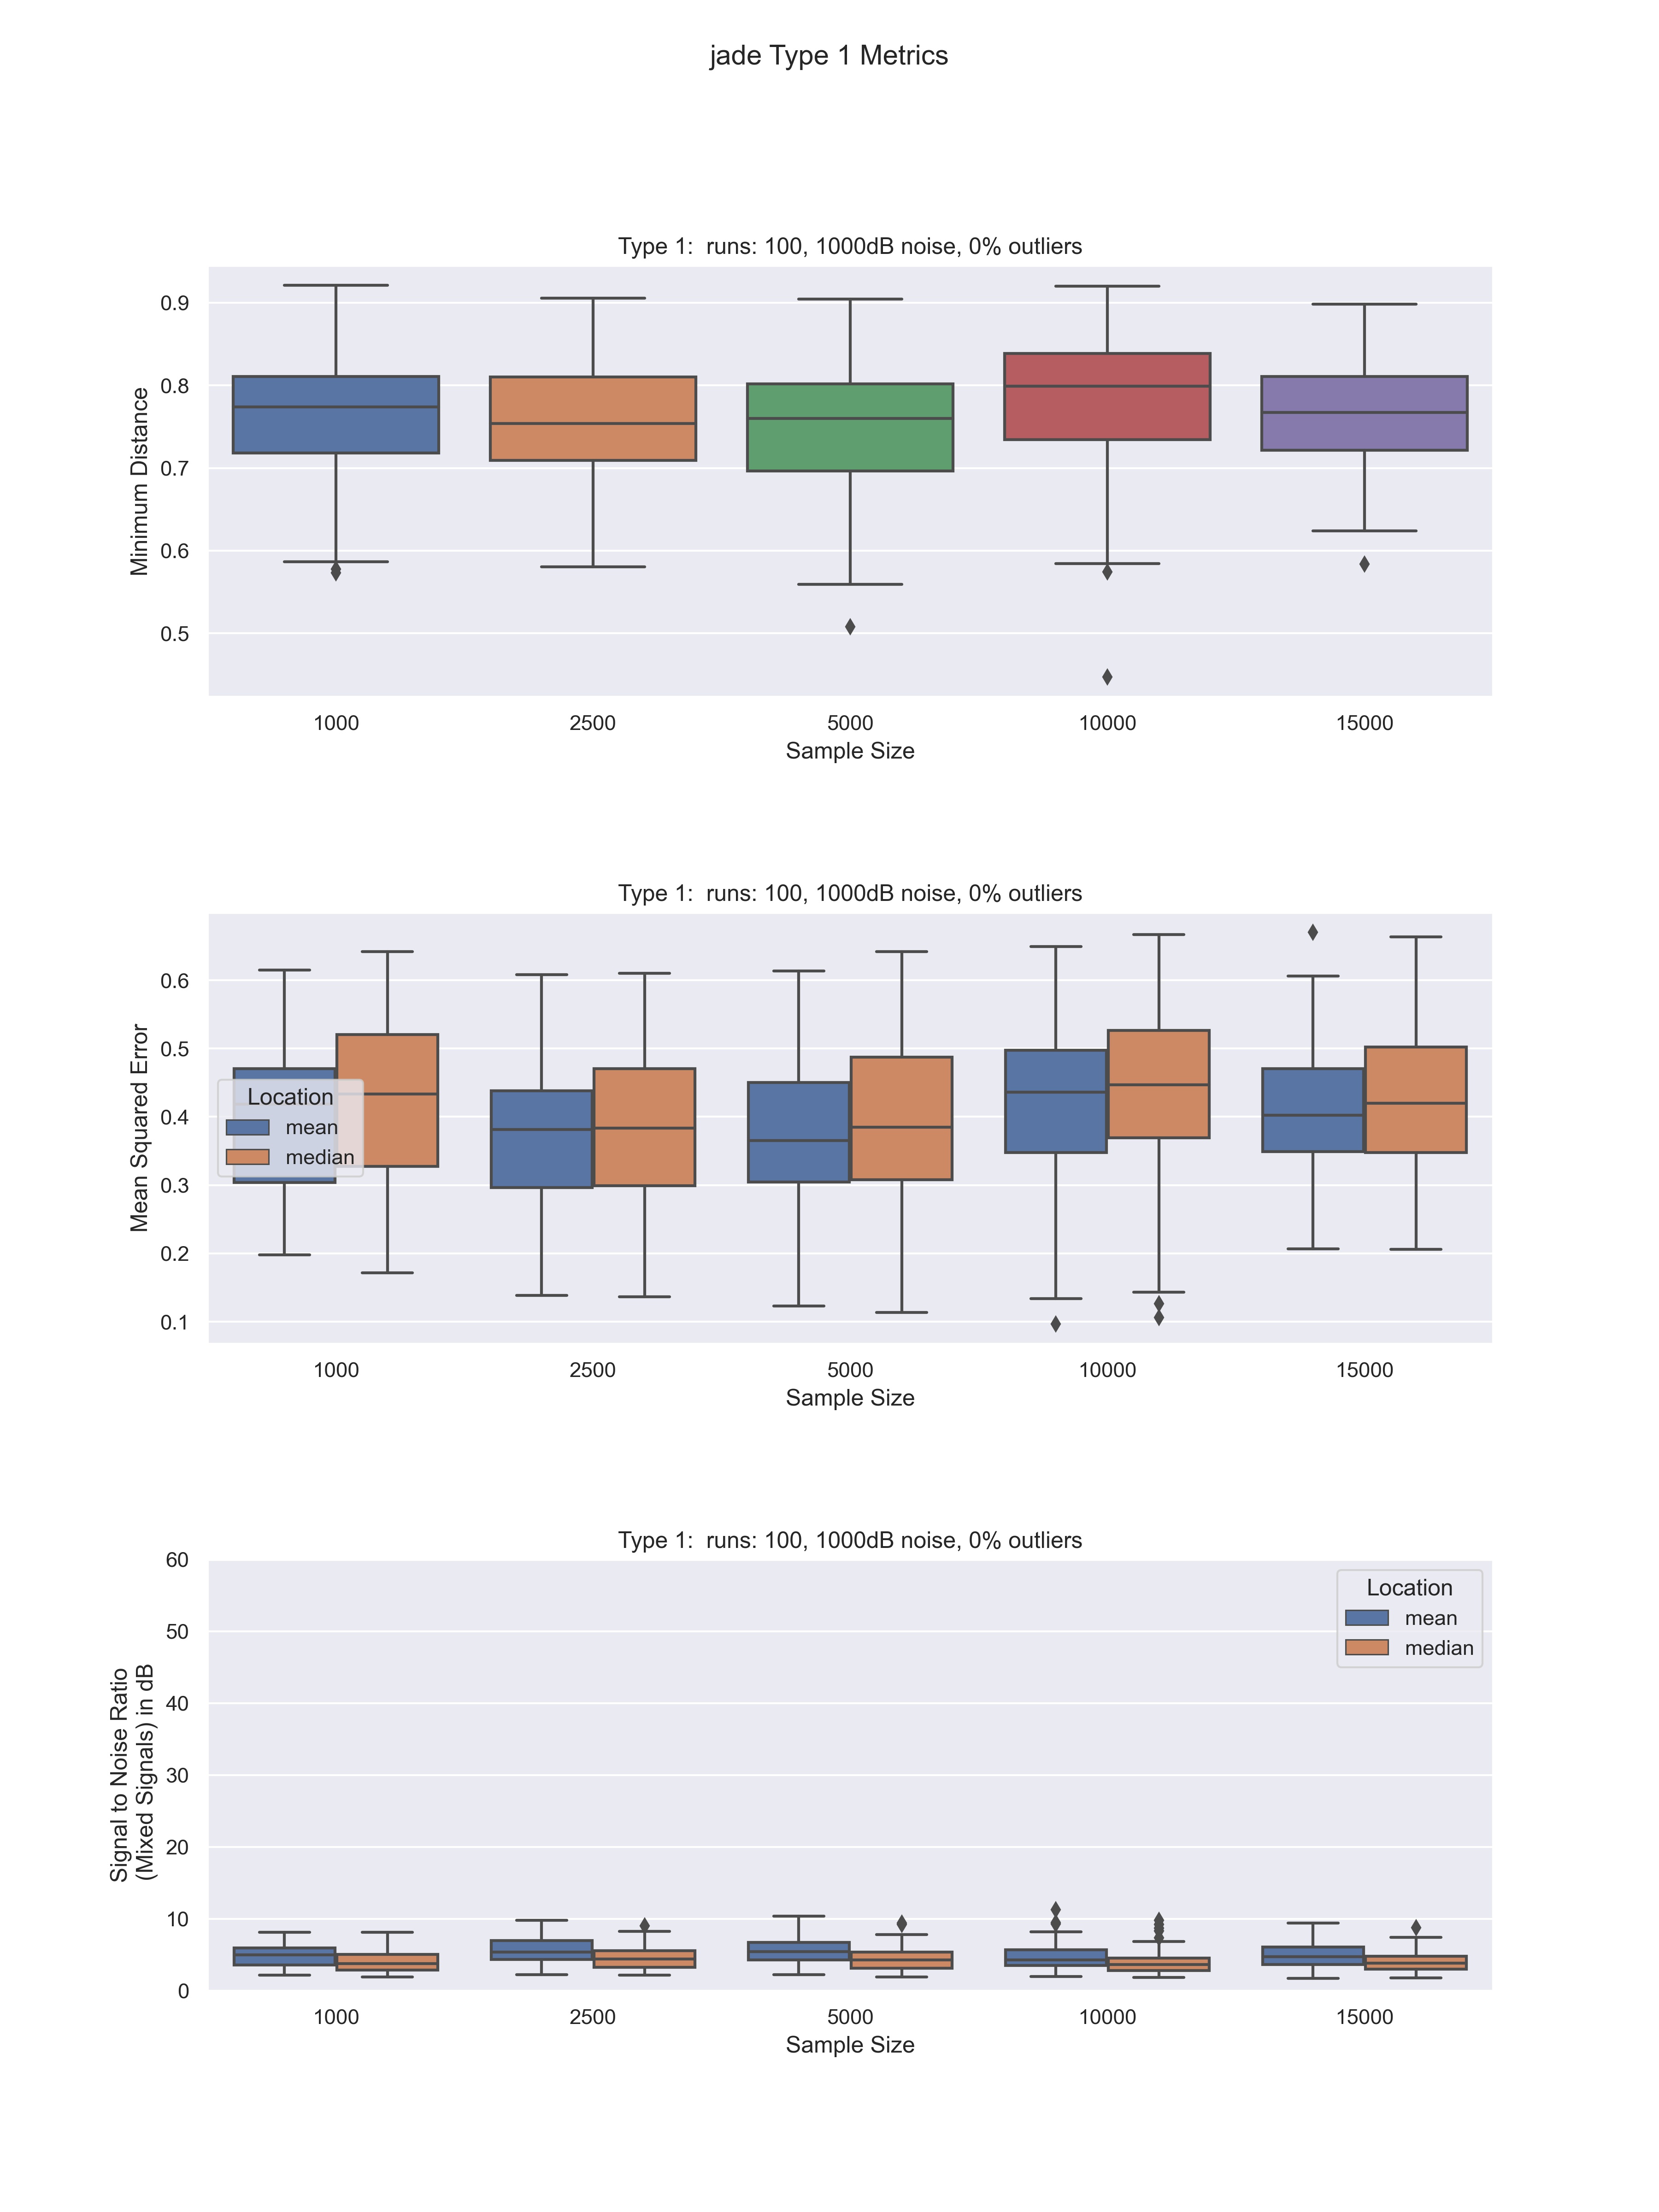 jade Type 1 Metrics
Type 1:  runs: 100, 1000dB noise, 0% outliers
Minimum Distance
0.9
0.8
0.7
0.6
0.5
1000 2500 5000 10000 15000
Sample Size
Type 1:  runs: 100, 1000dB noise, 0% outliers
Mean Squared Error
0.6
0.5
0.4
0.3
0.2
0.1
Location
mean
median
1000 2500 5000 10000 15000
Sample Size
Type 1:  runs: 100, 1000dB noise, 0% outliers
Signal to Noise Ratio
(Mixed Signals) in dB
60
50
40
30
20
10
0
Location
mean
median
1000 2500 5000 10000 15000
Sample Size